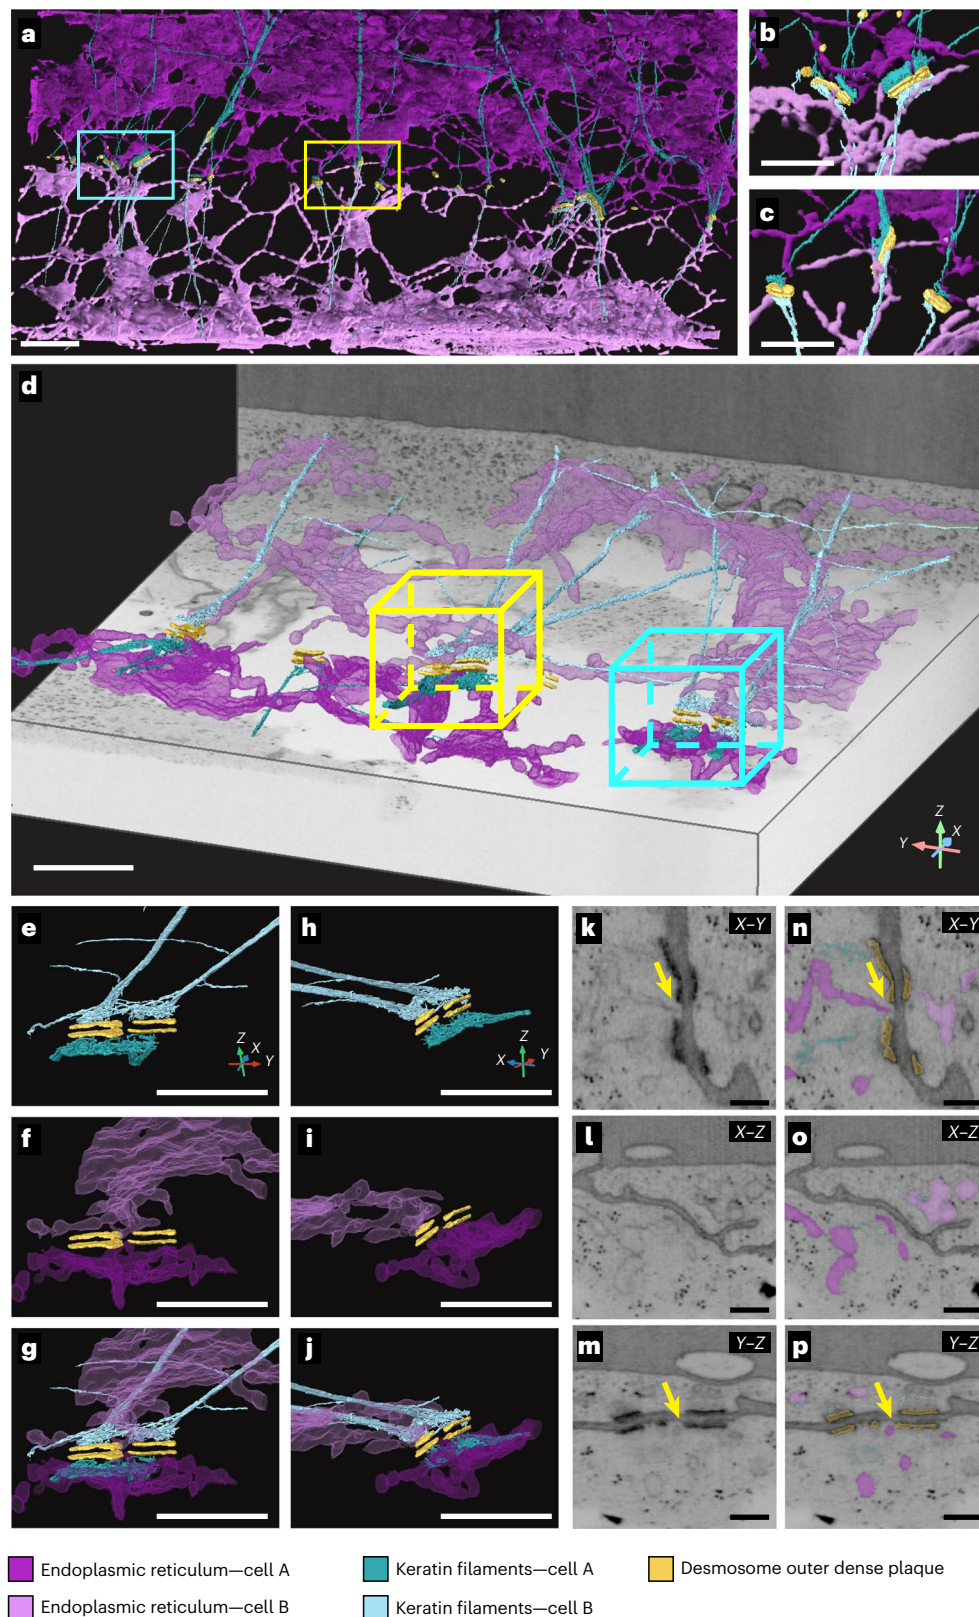 a
b
c
d
Z
X
Y
e
Z
X
Y
h
Z
X
Y
k
X–Y
n
X–Y
f
i
l
X–Z
o
X–Z
g
j
m
Y–Z
p
Y–Z
Endoplasmic reticulum—cell A
Keratin filaments—cell A
Desmosome outer dense plaque
Endoplasmic reticulum—cell B
Keratin filaments—cell B